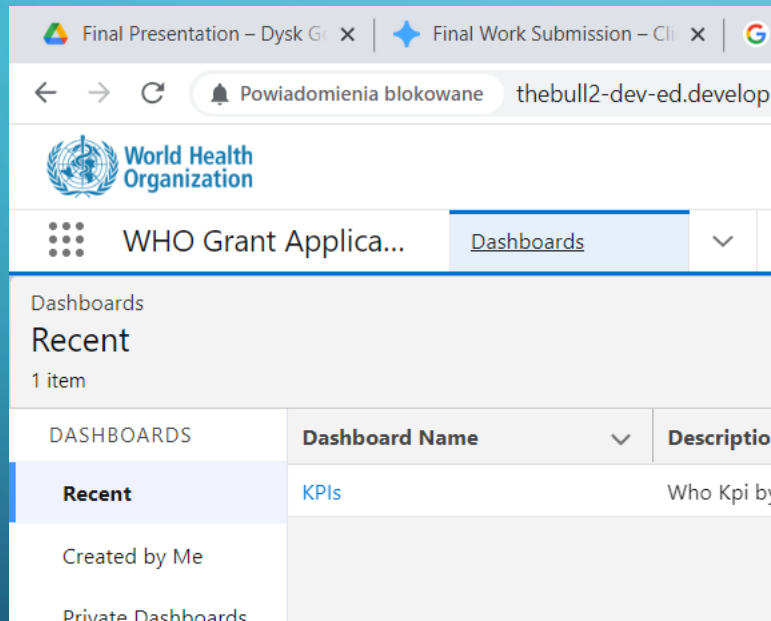 Final Presentation – Dysk G
Final Work Submission – Cli
Powiadomienia blokowane
thebull2-dev-ed.develop
World Health
Organization
WHO Grant Applica...
Dashboards
Dashboards
Recent
1 item
DASHBOARDS
Dashboard Name
Descriptio
Recent
KPIs
Who Kpi by
Created by Me
Private Dashboards